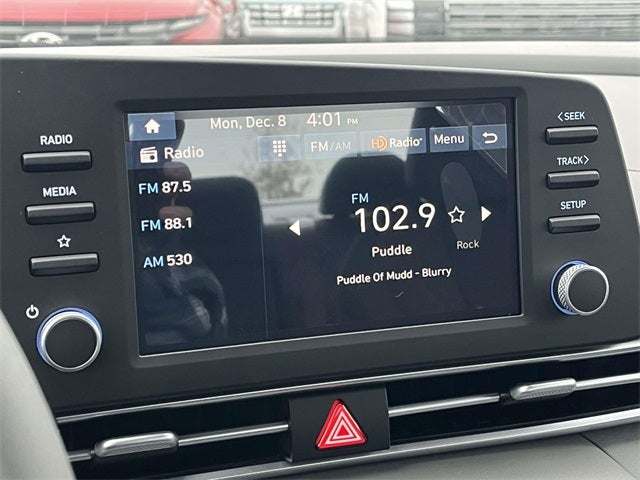 Mon, Dec. 8 4:01 PM
Radio FM/AM HD Radio Menu
RADIO
MEDIA
FM 87.5
FM 88.1
AM 530
FM
102.9
Rock
Puddle
Puddle Of Mudd - Blurry
< SEEK
TRACK >
SETUP